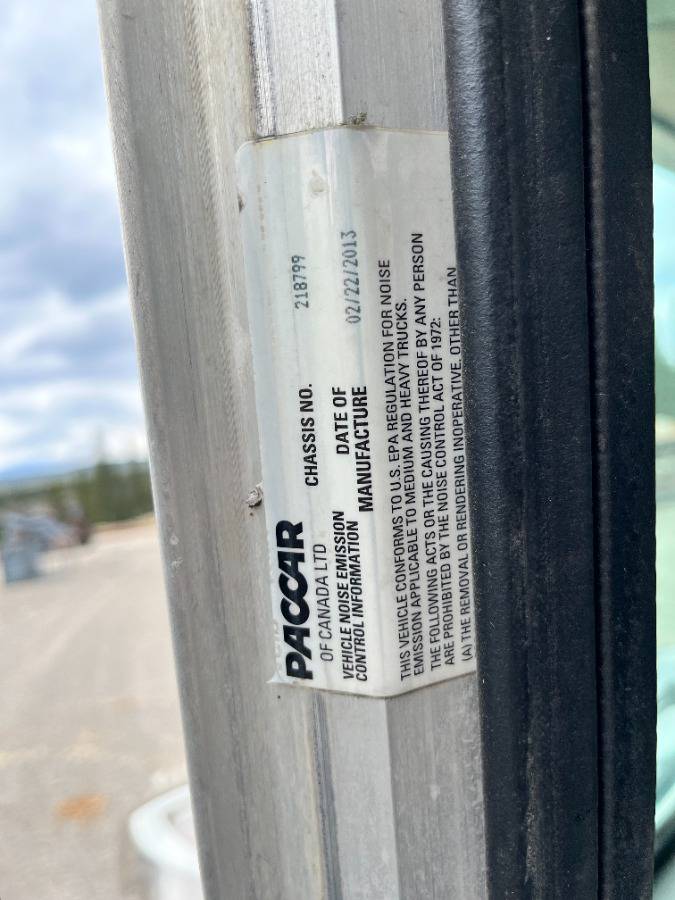 PACCAR
OF CANADA LTD
CHASSIS NO. 218799
VEHICLE NOISE EMISSION
CONTROL INFORMATION
DATE OF
MANUFACTURE 02/22/2013
THIS VEHICLE CONFORMS TO U.S. EPA REGULATION FOR NOISE
EMISSION APPLICABLE TO MEDIUM AND HEAVY TRUCKS.
THE FOLLOWING ACTS OR THE CAUSING THEREOF BY ANY PERSON
ARE PROHIBITED BY THE NOISE CONTROL ACT OF 1972:
(A) THE REMOVAL OR RENDERING INOPERATIVE, OTHER THAN